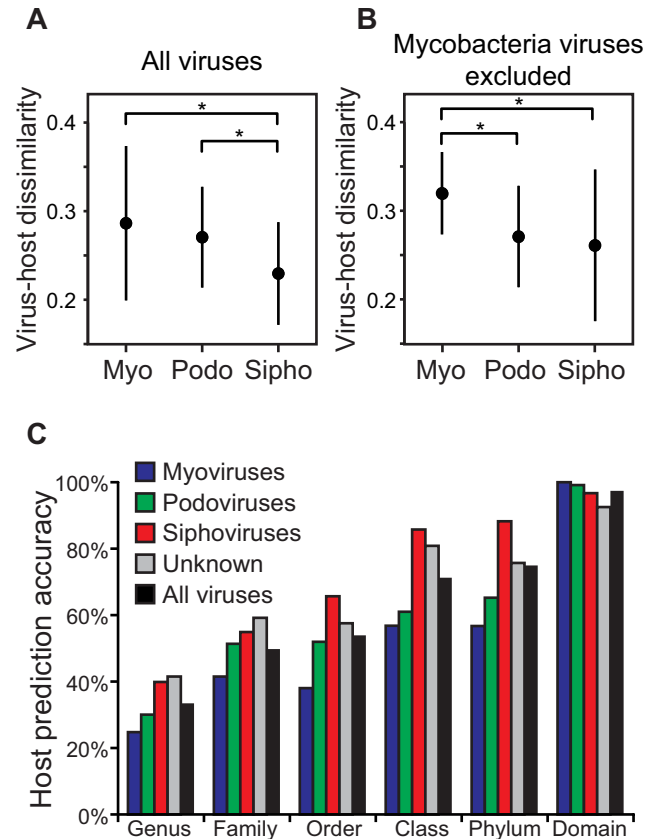 A
All viruses
Virus-host dissimilarity
0.4
0.3
0.2
*
*
Myo Podo Sipho
B
Mycobacteria viruses
excluded
Virus-host dissimilarity
0.4
0.3
0.2
*
*
Myo Podo Sipho
C
Host prediction accuracy
100%
80%
60%
40%
20%
0%
Myoviruses
Podoviruses
Siphoviruses
Unknown
All viruses
Genus Family Order Class Phylum Domain